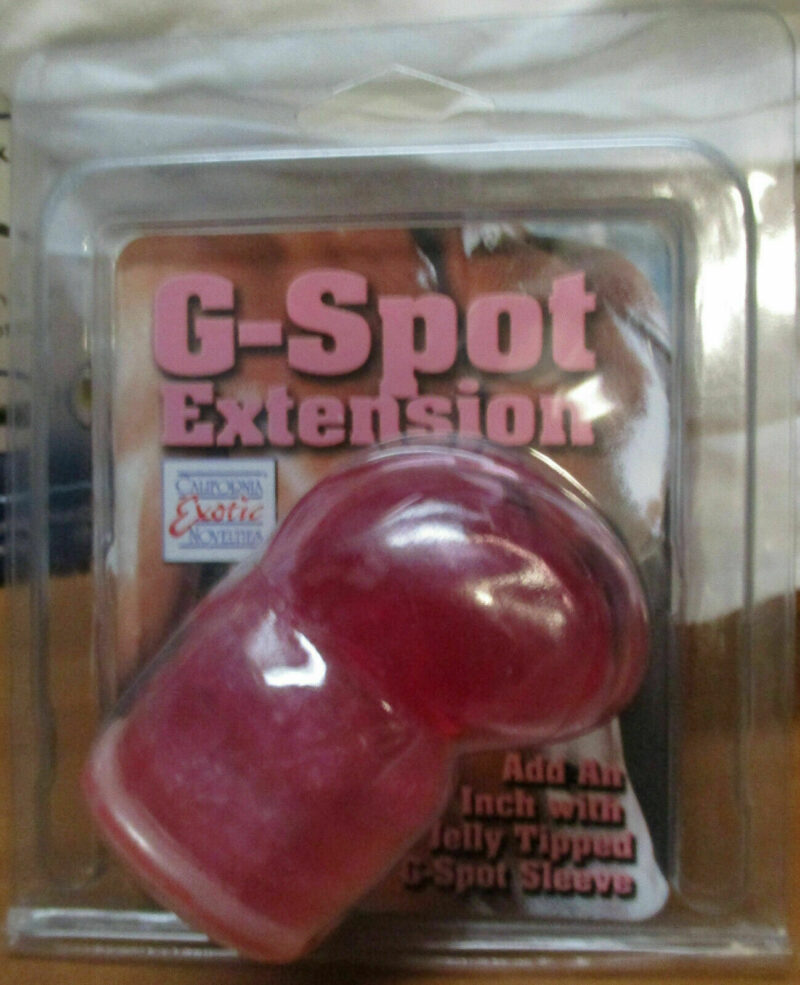 G-Spot
Extension
CALIFORNIA
Exotic
NOVELTIES
Add An
Inch with
Jelly Tipped
G-Spot Sleeve